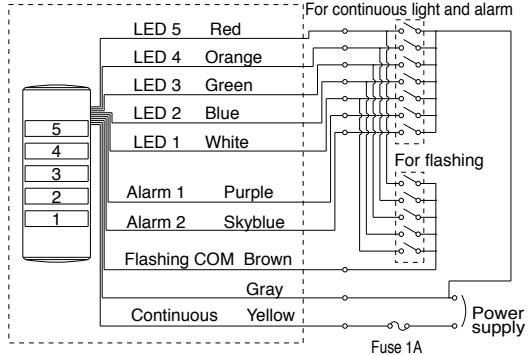 For continuous light and alarm
LED 5 Red
LED 4 Orange
LED 3 Green
LED 2 Blue
LED 1 White
5
4
3
2
1
For flashing
Alarm 1 Purple
Alarm 2 Skyblue
Flashing COM Brown
Gray
Continuous Yellow
Power
supply
Fuse 1A